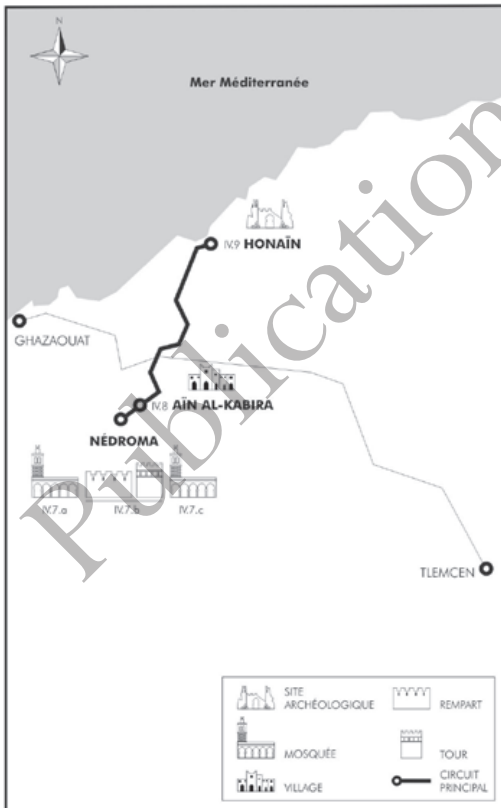 N
Mer Méditerranée
IV.9 HONAÏN
GHAZAOUAT
IV.8 AÏN AL-KABIRA
NÉDROMA
IV.7.a IV.7.b IV.7.c
TLEMCEN
SITE
ARCHÉOLOGIQUE
REMPART
MOSQUÉE
TOUR
VILLAGE
CIRCUIT
PRINCIPAL
Publication